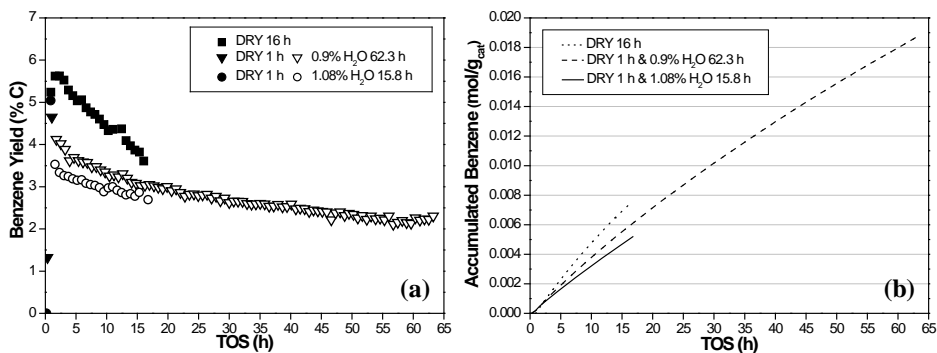 DRY 16 h
DRY 1 h 0.9% H₂O 62.3 h
DRY 1 h 1.08% H₂O 15.8 h
Benzene Yield (% C)
7
6
5
4
3
2
1
0
0 5 10 15 20 25 30 35 40 45 50 55 60 65
TOS (h)
(a)
DRY 16 h
DRY 1 h & 0.9% H₂O 62.3 h
DRY 1 h & 1.08% H₂O 15.8 h
Accumulated Benzene (mol/g_cat)
0.020
0.018
0.016
0.014
0.012
0.010
0.008
0.006
0.004
0.002
0.000
0 5 10 15 20 25 30 35 40 45 50 55 60 65
TOS (h)
(b)